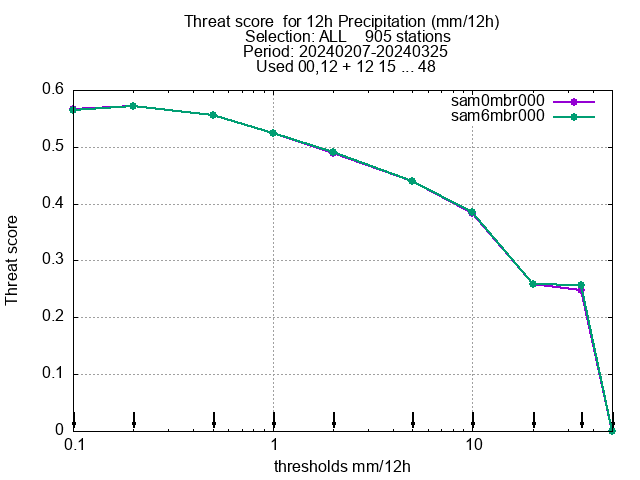 Threat score  for 12h Precipitation (mm/12h)
Selection: ALL    905 stations
Period: 20240207-20240325
Used 00,12 + 12 15 ... 48
sam0mbr000
sam6mbr000
0.6
0.5
0.4
0.3
0.2
0.1
0
Threat score
0.1
1
10
thresholds mm/12h